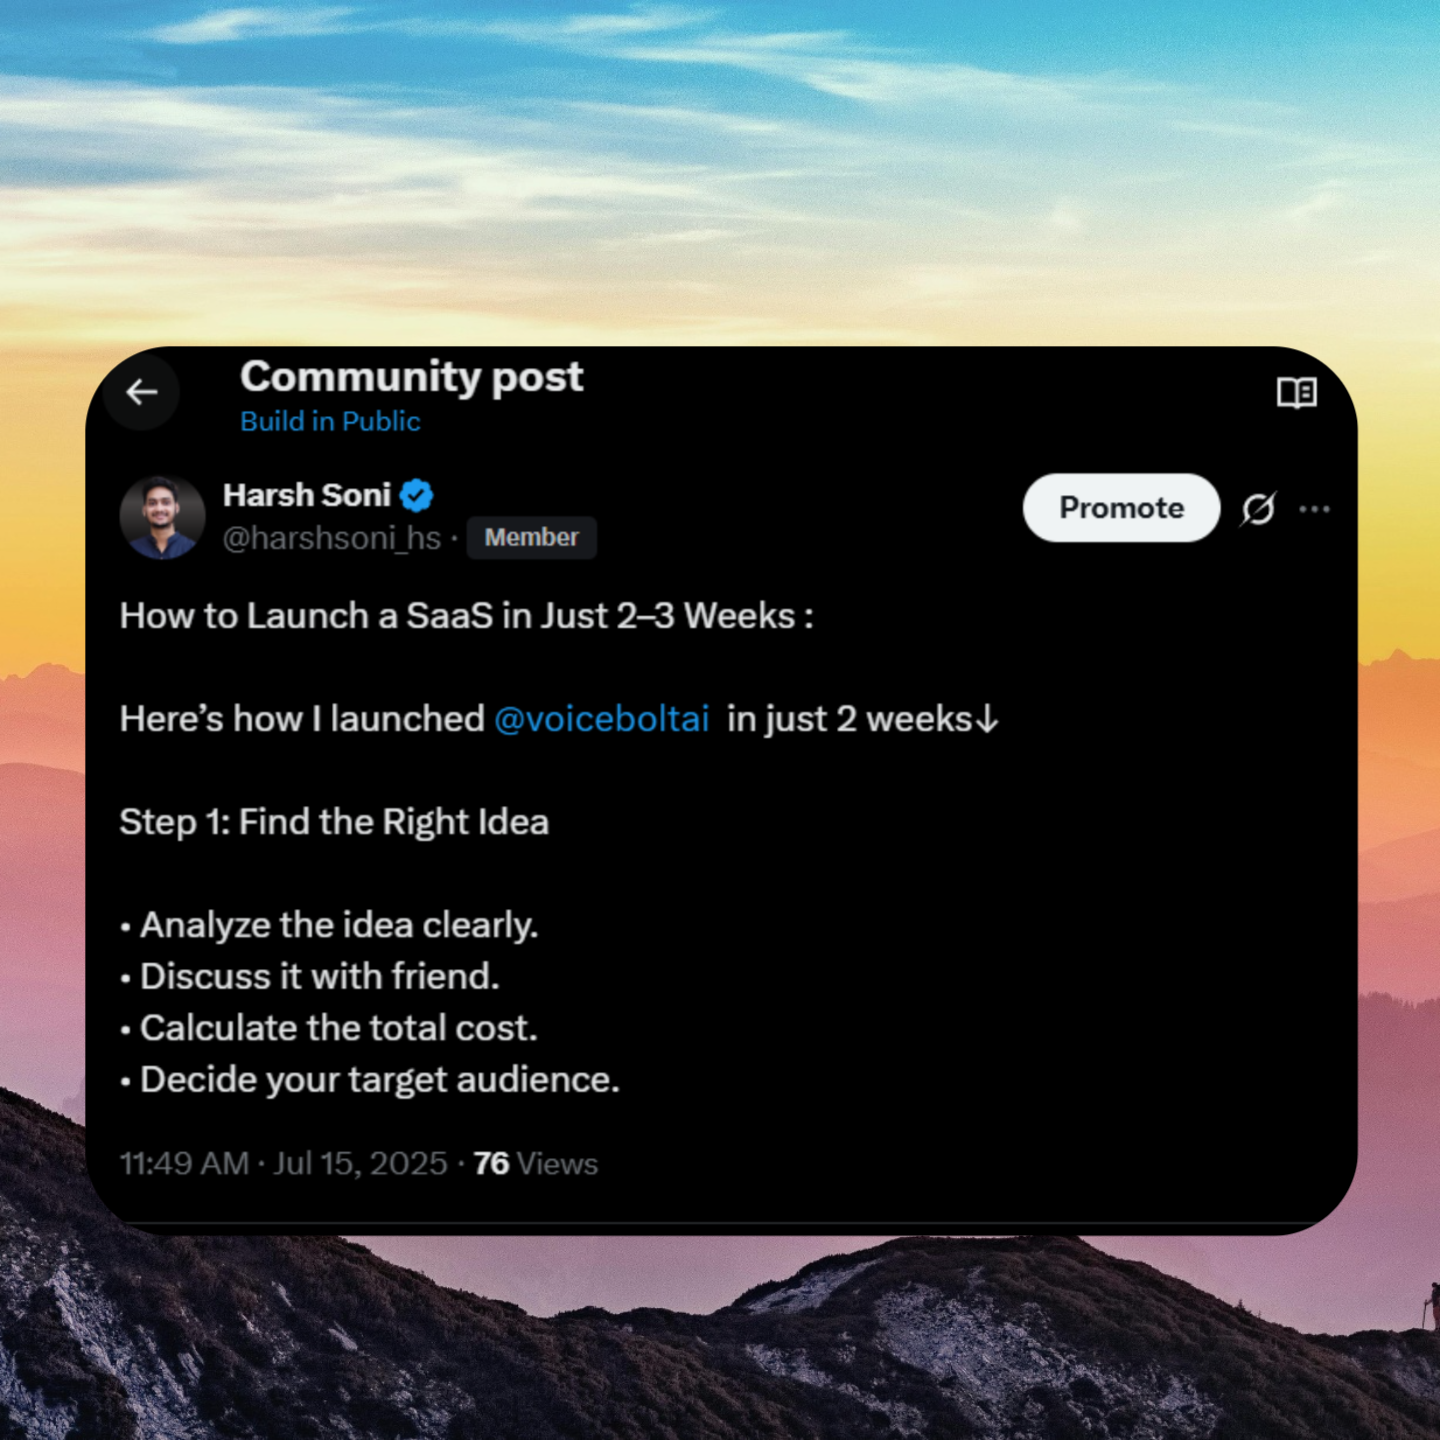 Community post
Build in Public
Harsh Soni
@harshsoni_hs · Member
Promote
How to Launch a SaaS in Just 2–3 Weeks :
Here’s how I launched @voiceboltai in just 2 weeks↓
Step 1: Find the Right Idea
• Analyze the idea clearly.
• Discuss it with friend.
• Calculate the total cost.
• Decide your target audience.
11:49 AM · Jul 15, 2025 · 76 Views